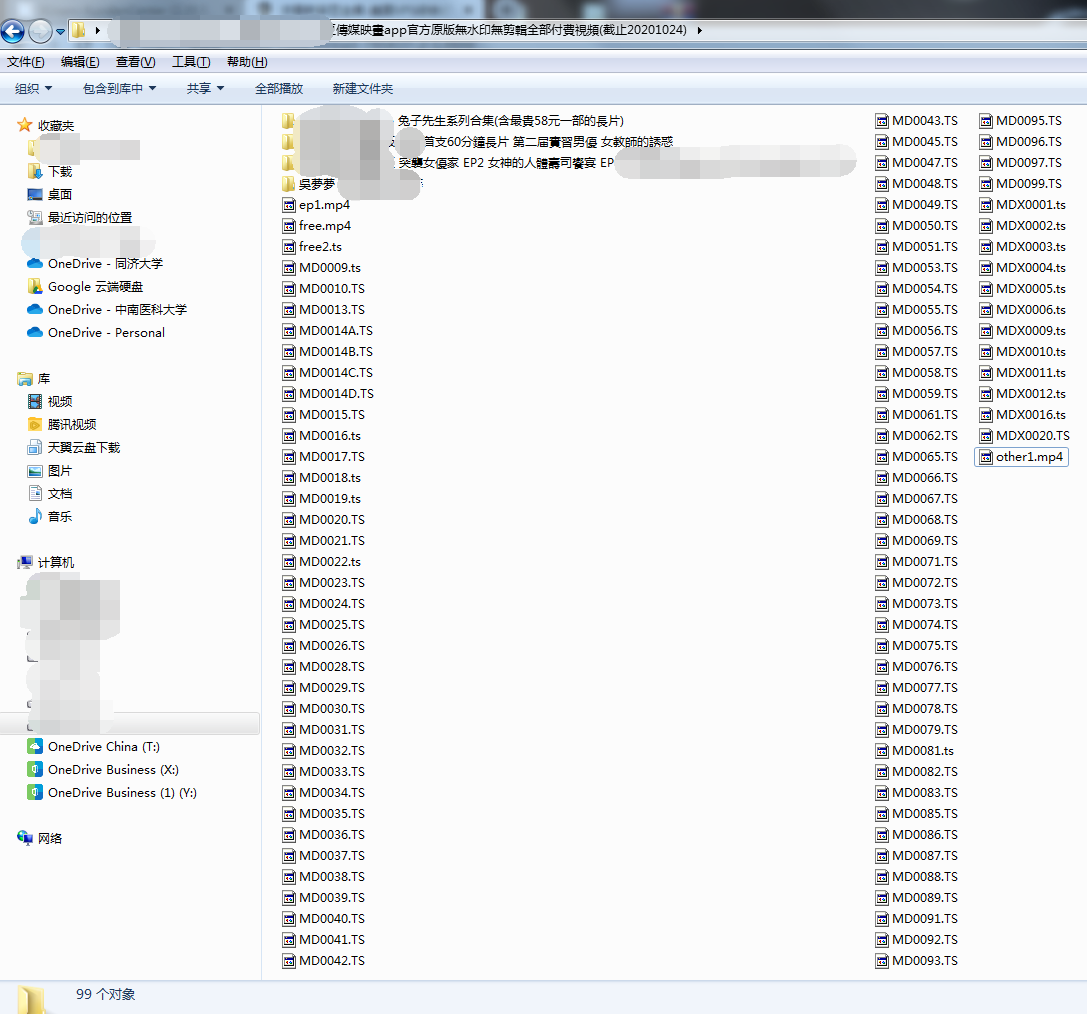 傳媒映畫app官方原版無水印無剪輯全部付費視頻(截止20201024)
文件(F) 编辑(E) 查看(V) 工具(T) 帮助(H)
组织 包含到库中 共享 全部播放 新建文件夹
收藏夹
下载
桌面
最近访问的位置
OneDrive - 同济大学
Google 云端硬盘
OneDrive - 中南医科大学
OneDrive - Personal
库
视频
腾讯视频
天翼云盘下载
图片
文档
音乐
计算机
OneDrive China (T:)
OneDrive Business (X:)
OneDrive Business (1) (Y:)
网络
兔子先生系列合集(含最貴58元一部的長片)
首支60分鐘長片 第二届實習男優 女教師的誘惑
突襲女優家 EP2 女神的人體壽司饗宴 EP
吳夢夢
ep1.mp4
free.mp4
free2.ts
MD0009.ts
MD0010.TS
MD0013.TS
MD0014A.TS
MD0014B.TS
MD0014C.TS
MD0014D.TS
MD0015.TS
MD0016.ts
MD0017.TS
MD0018.ts
MD0019.ts
MD0020.TS
MD0021.TS
MD0022.ts
MD0023.TS
MD0024.TS
MD0025.TS
MD0026.TS
MD0028.TS
MD0029.TS
MD0030.TS
MD0031.TS
MD0032.TS
MD0033.TS
MD0034.TS
MD0035.TS
MD0036.TS
MD0037.TS
MD0038.TS
MD0039.TS
MD0040.TS
MD0041.TS
MD0042.TS
MD0043.TS
MD0045.TS
MD0047.TS
MD0048.TS
MD0049.TS
MD0050.TS
MD0051.TS
MD0053.TS
MD0054.TS
MD0055.TS
MD0056.TS
MD0057.TS
MD0058.TS
MD0059.TS
MD0061.TS
MD0062.TS
MD0065.TS
MD0066.TS
MD0067.TS
MD0068.TS
MD0069.TS
MD0071.TS
MD0072.TS
MD0073.TS
MD0074.TS
MD0075.TS
MD0076.TS
MD0077.TS
MD0078.TS
MD0079.TS
MD0081.ts
MD0082.TS
MD0083.TS
MD0085.TS
MD0086.TS
MD0087.TS
MD0088.TS
MD0089.TS
MD0091.TS
MD0092.TS
MD0093.TS
MD0095.TS
MD0096.TS
MD0097.TS
MD0099.TS
MDX0001.ts
MDX0002.ts
MDX0003.ts
MDX0004.ts
MDX0005.ts
MDX0006.ts
MDX0009.ts
MDX0010.ts
MDX0011.ts
MDX0012.ts
MDX0016.ts
MDX0020.TS
other1.mp4
99 个对象